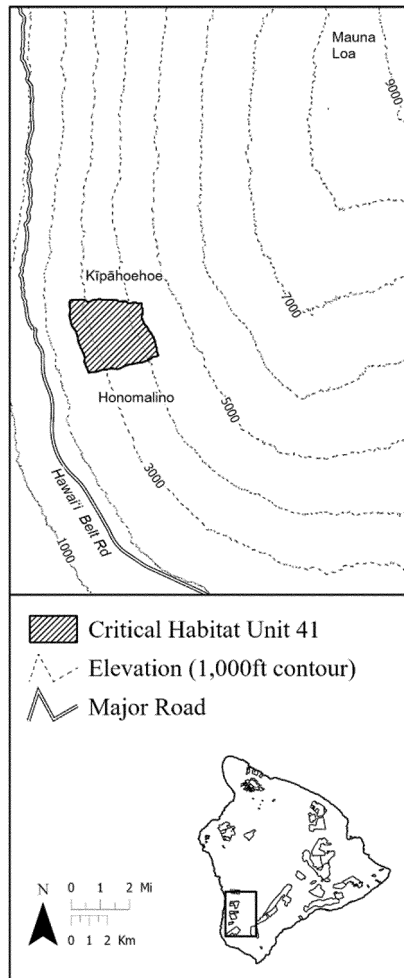 Mauna
Loa
9000
Kīpāhoehoe
7000
Honomalino
5000
3000
Hawai'i Belt Rd
1000
Critical Habitat Unit 41
Elevation (1,000ft contour)
Major Road
N
0 1 2 Mi
0 1 2 Km